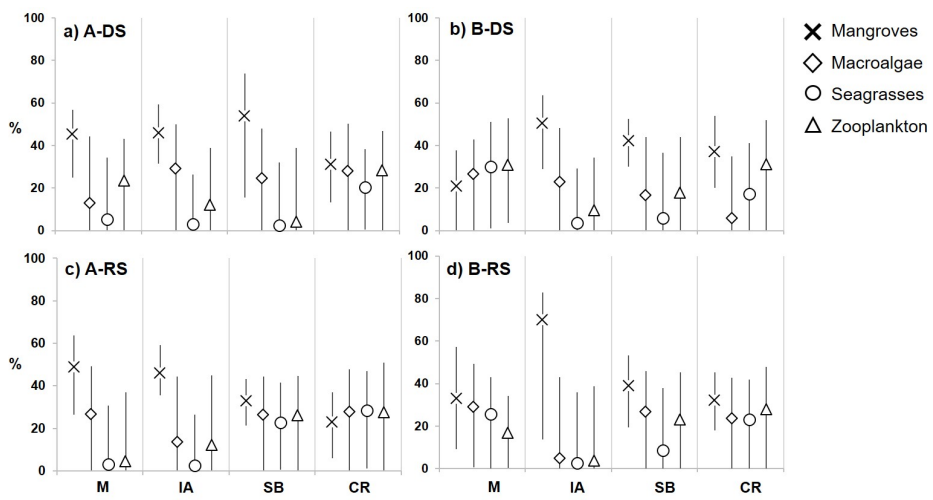 a) A-DS
b) B-DS
100
80
60
40
20
0
%
100
80
60
40
20
0
Mangroves
Macroalgae
Seagrasses
Zooplankton
c) A-RS
d) B-RS
100
80
60
40
20
0
%
100
80
60
40
20
0
M IA SB CR
M IA SB CR